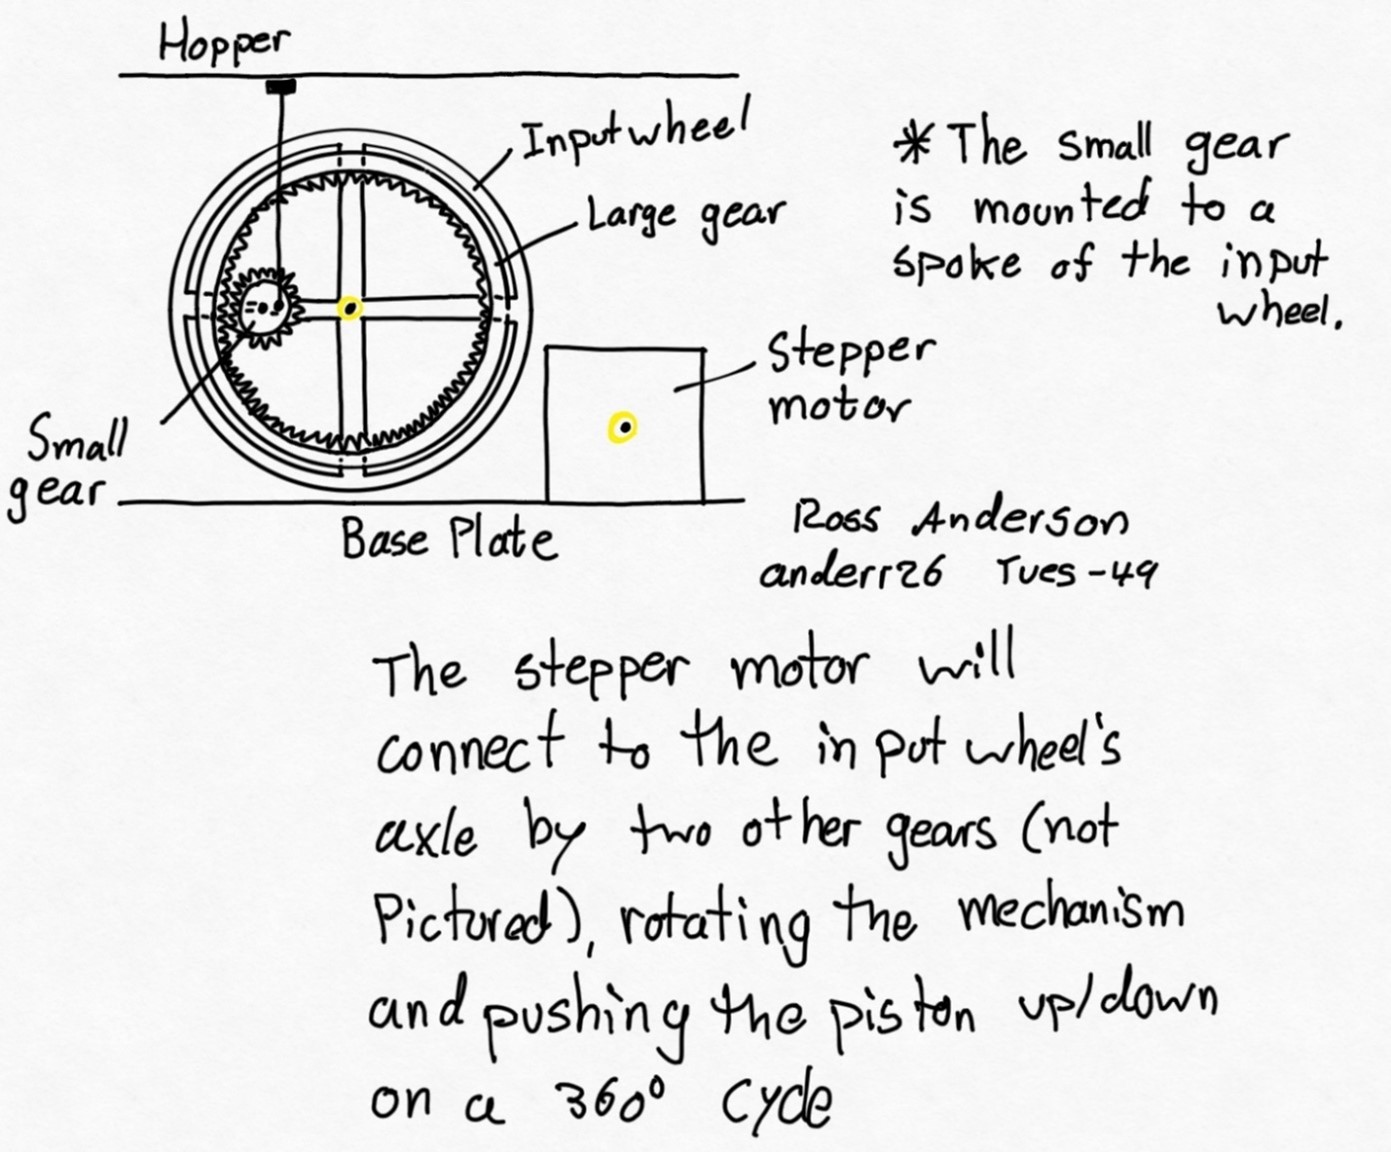 Hopper
Input wheel
Large gear
* The small gear
is mounted to a
spoke of the input
wheel.
Stepper
motor
Small
gear
Base Plate
Ross Anderson
anderr26 Tues-49
The stepper motor will
connect to the input wheel's
axle by two other gears (not
Pictured), rotating the mechanism
and pushing the piston up/down
on a 360° cycle